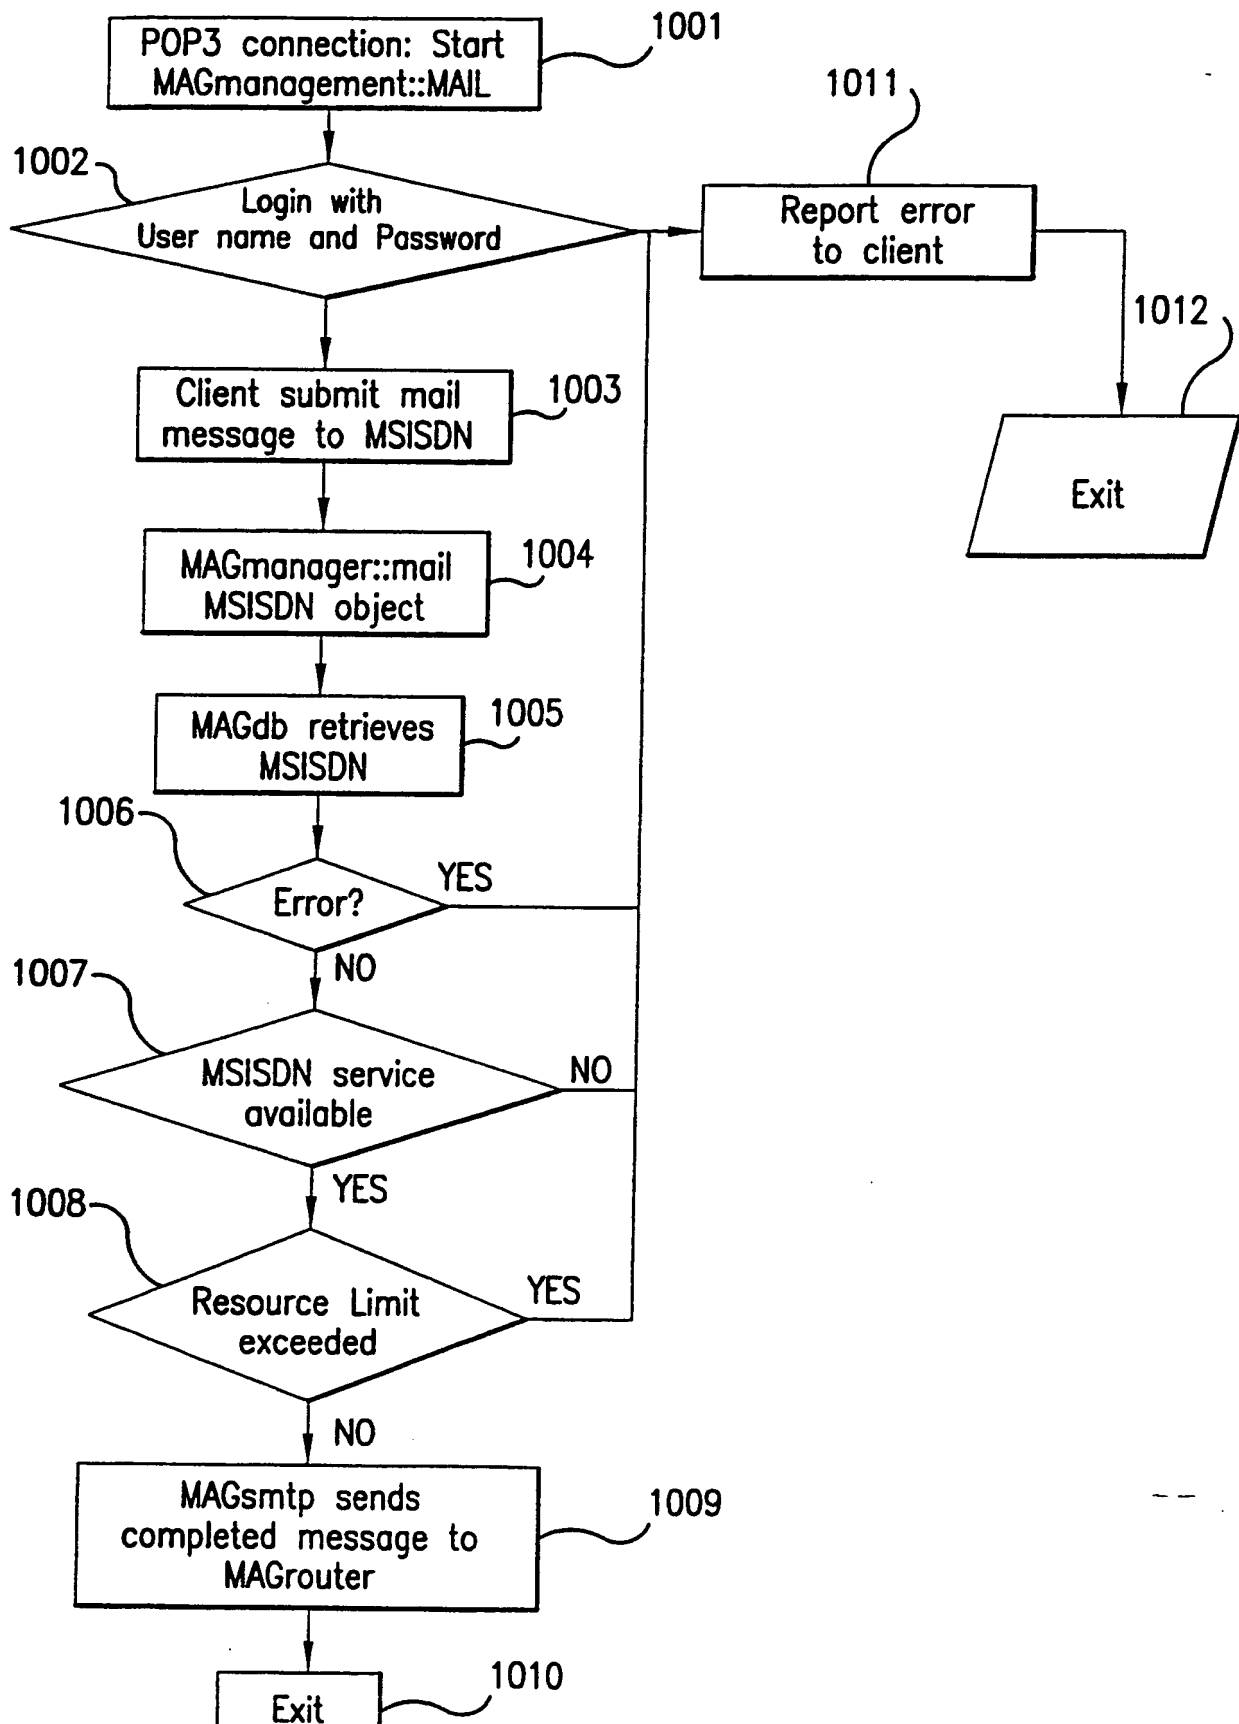 POP3 connection: Start
MAGmanagement::MAIL
1001
1011
1002
Login with
User name and Password
Report error
to client
1012
Exit
Client submit mail
message to MSISDN
1003
MAGmanager::mail
MSISDN object
1004
MAGdb retrieves
MSISDN
1005
1006
Error?
YES
NO
1007
MSISDN service
available
NO
YES
1008
Resource Limit
exceeded
YES
NO
MAGsmtp sends
completed message to
MAGrouter
1009
Exit
1010